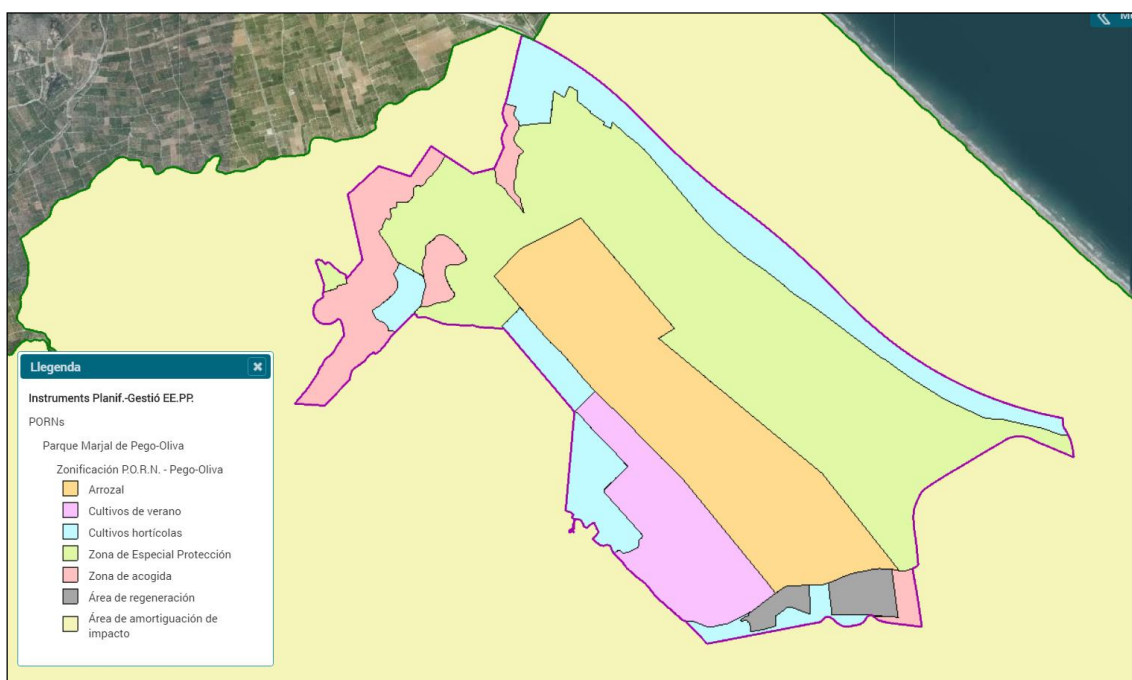 Llegenda
Instruments Planif.-Gestió EE.PP.
PORNs
Parque Marjal de Pego-Oliva
Zonificación P.O.R.N. - Pego-Oliva
Arrozal
Cultivos de verano
Cultivos hortícolas
Zona de Especial Protección
Zona de acogida
Área de regeneración
Área de amortiguación de
impacto